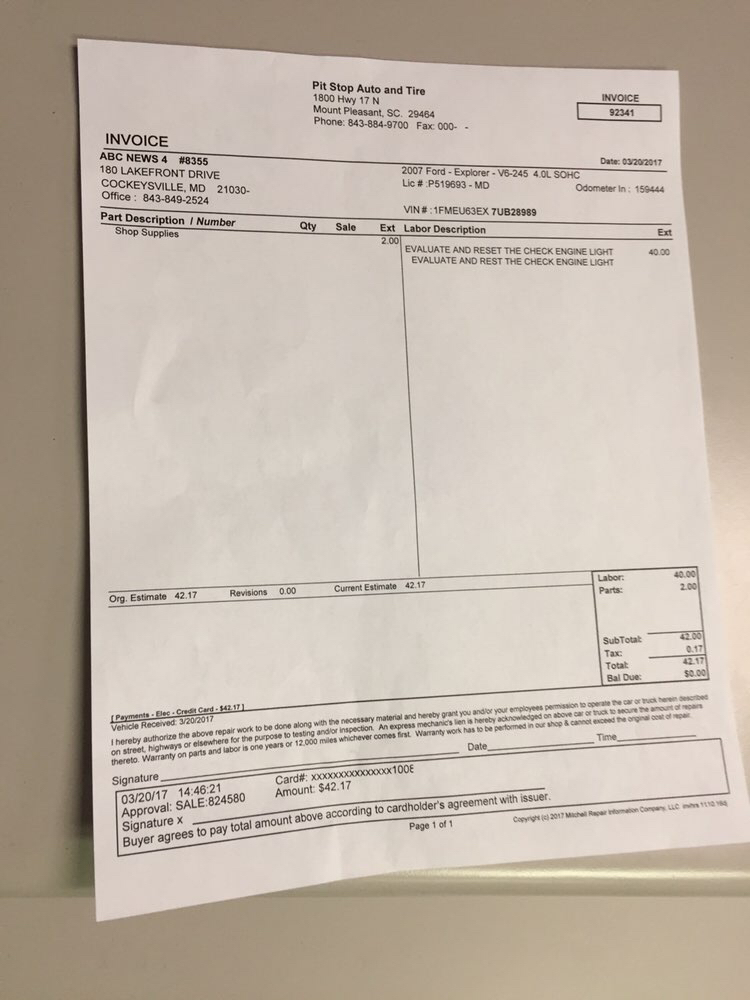 Pit Stop Auto and Tire
1800 Hwy 17 N
Mount Pleasant, SC. 29464
Phone: 843-884-9700 Fax: 000- -
INVOICE
92341
INVOICE
Date: 03/20/2017
ABC NEWS 4 #8355
180 LAKEFRONT DRIVE
COCKEYSVILLE, MD 21030-
Office : 843-849-2524
2007 Ford - Explorer - V6-245 4.0L SOHC
Lic # :P519693 - MD Odometer In : 159444
VIN # : 1FMEU63EX 7UB28989
Part Description / Number Qty Sale Ext Labor Description Ext
Shop Supplies 2.00
EVALUATE AND RESET THE CHECK ENGINE LIGHT 40.00
EVALUATE AND REST THE CHECK ENGINE LIGHT
Org. Estimate 42.17 Revisions 0.00 Current Estimate 42.17
Labor: 40.00
Parts: 2.00
SubTotal: 42.00
Tax: 0.17
Total: 42.17
Bal Due: $0.00
[ Payments - Elec - Credit Card - $42.17 ]
Vehicle Received: 3/20/2017
I hereby authorize the above repair work to be done along with the necessary material and hereby grant you and/or your employees permission to operate the car or truck herein described
on street, highways or elsewhere for the purpose to testing and/or inspection. An express mechanic's lien is hereby acknowledged on above car or truck to secure the amount of repairs
thereto. Warranty on parts and labor is one years or 12,000 miles whichever comes first. Warranty work has to be performed in our shop & cannot exceed the original cost of repair.
Signature Date Time
03/20/17 14:46:21 Card#: xxxxxxxxxxxxxxx1008
Approval: SALE:824580 Amount: $42.17
Signature x
Buyer agrees to pay total amount above according to cardholder's agreement with issuer.
Page 1 of 1
Copyright (c) 2017 Mitchell Repair Information Company, LLC